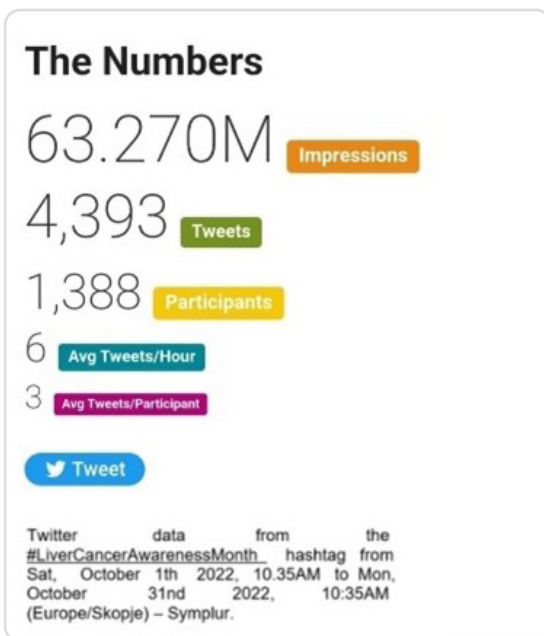 The Numbers
63.270M Impressions
4,393 Tweets
1,388 Participants
6 Avg Tweets/Hour
3 Avg Tweets/Participant
Tweet
Twitter data from the
#LiverCancerAwarenessMonth hashtag from
Sat, October 1th 2022, 10.35AM to Mon,
October 31nd 2022, 10:35AM
(Europe/Skopje) – Symplur.